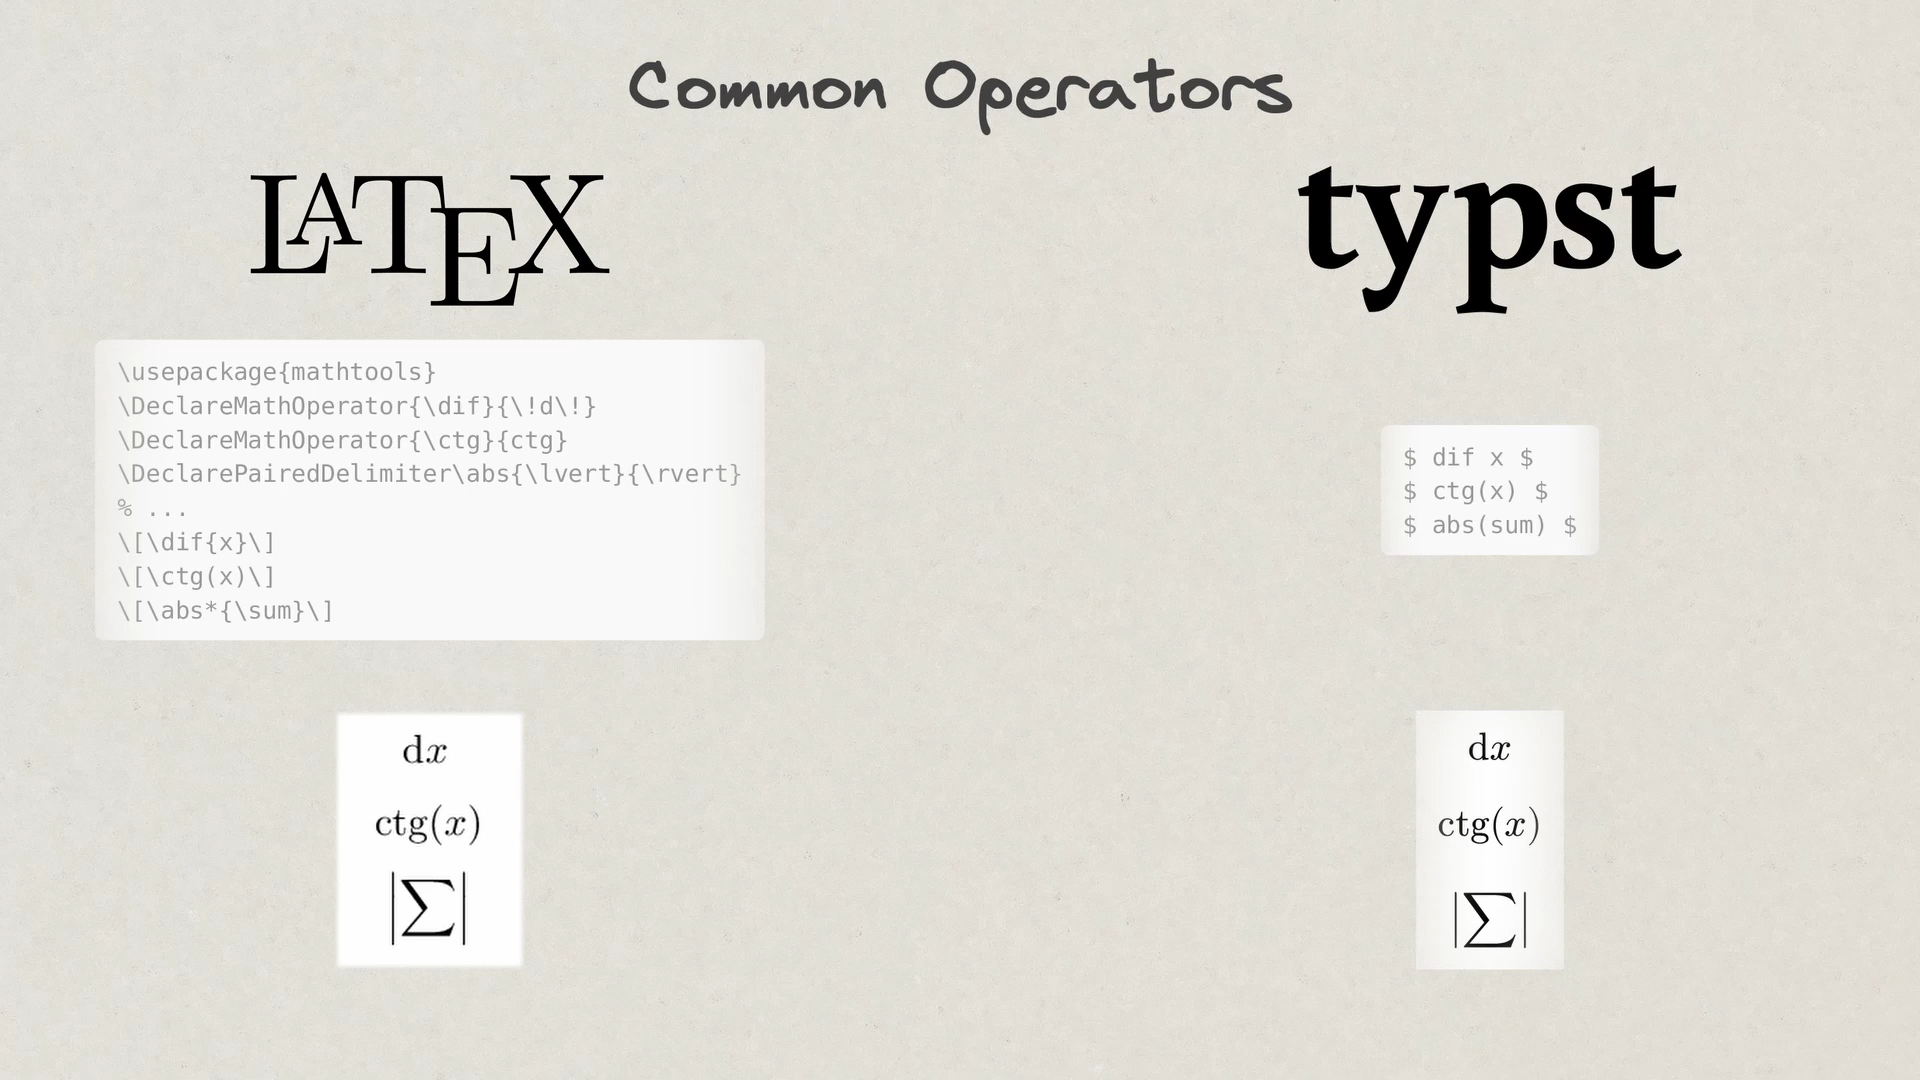 Common Operators
LATEX
\usepackage{mathtools}
\DeclareMathOperator{\dif}{\!d\!}
\DeclareMathOperator{\ctg}{ctg}
\DeclarePairedDelimiter\abs{\lvert}{\rvert}
% ...
\[\dif{x}\]
\[\ctg(x)\]
\[\abs*{\sum}\]
dx
ctg(x)
|∑|
typst
$ dif x $
$ ctg(x) $
$ abs(sum) $
dx
ctg(x)
|∑|